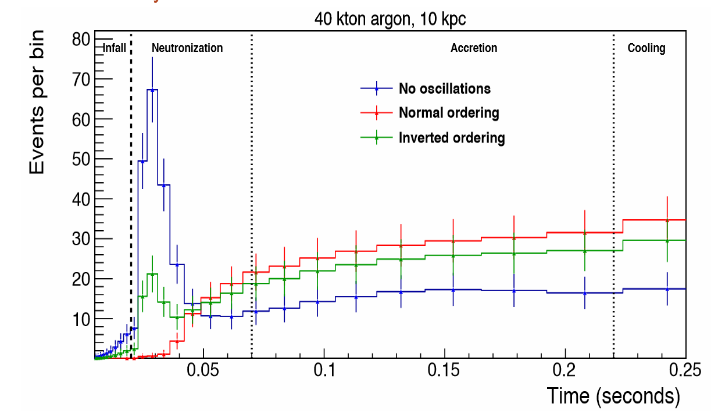 40 kton argon, 10 kpc
Events per bin
80
70
60
50
40
30
20
10
Infall
Neutronization
Accretion
Cooling
No oscillations
Normal ordering
Inverted ordering
0.05
0.1
0.15
0.2
0.25
Time (seconds)